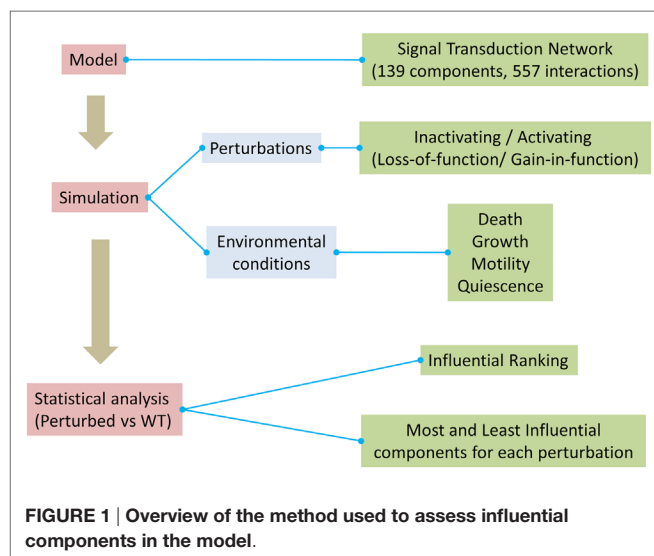 Model
Signal Transduction Network
(139 components, 557 interactions)
Perturbations
Inactivating / Activating
(Loss-of-function/ Gain-in-function)
Simulation
Environmental
conditions
Death
Growth
Motility
Quiescence
Statistical analysis
(Perturbed vs WT)
Influential Ranking
Most and Least Influential
components for each perturbation
FIGURE 1 | Overview of the method used to assess influential
components in the model.